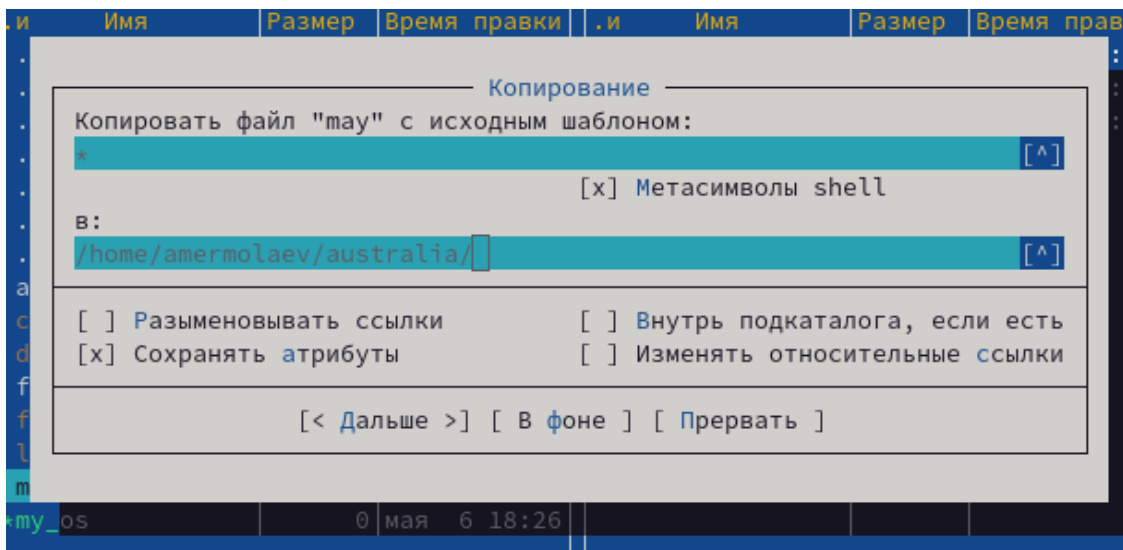 .и Имя Размер Время правки .и Имя Размер Время прав
Копирование
Копировать файл "may" с исходным шаблоном:
* [^]
[x] Метасимволы shell
в:
/home/amermolaev/australia/ [^]
[ ] Разыменовывать ссылки [ ] Внутрь подкаталога, если есть
[x] Сохранять атрибуты [ ] Изменять относительные ссылки
[< Дальше >] [ В фоне ] [ Прервать ]
a
c
d
f
f
l
m
*my_os 0 мая 6 18:26